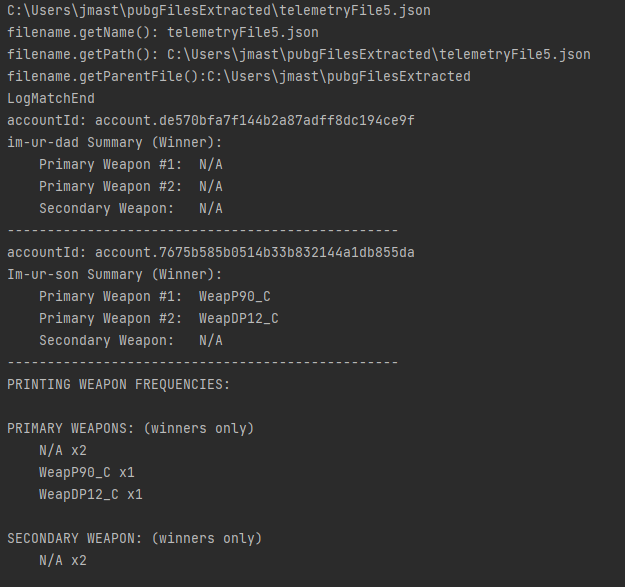 C:\Users\jmast\pubgFilesExtracted\telemetryFile5.json
filename.getName(): telemetryFile5.json
filename.getPath(): C:\Users\jmast\pubgFilesExtracted\telemetryFile5.json
filename.getParentFile():C:\Users\jmast\pubgFilesExtracted
LogMatchEnd
accountId: account.de570bfa7f144b2a87adff8dc194ce9f
im-ur-dad Summary (Winner):
    Primary Weapon #1:  N/A
    Primary Weapon #2:  N/A
    Secondary Weapon:   N/A
-------------------------------------------------
accountId: account.7675b585b0514b33b832144a1db855da
Im-ur-son Summary (Winner):
    Primary Weapon #1:  WeapP90_C
    Primary Weapon #2:  WeapDP12_C
    Secondary Weapon:   N/A
-------------------------------------------------
PRINTING WEAPON FREQUENCIES:

PRIMARY WEAPONS: (winners only)
    N/A x2
    WeapP90_C x1
    WeapDP12_C x1

SECONDARY WEAPON: (winners only)
    N/A x2